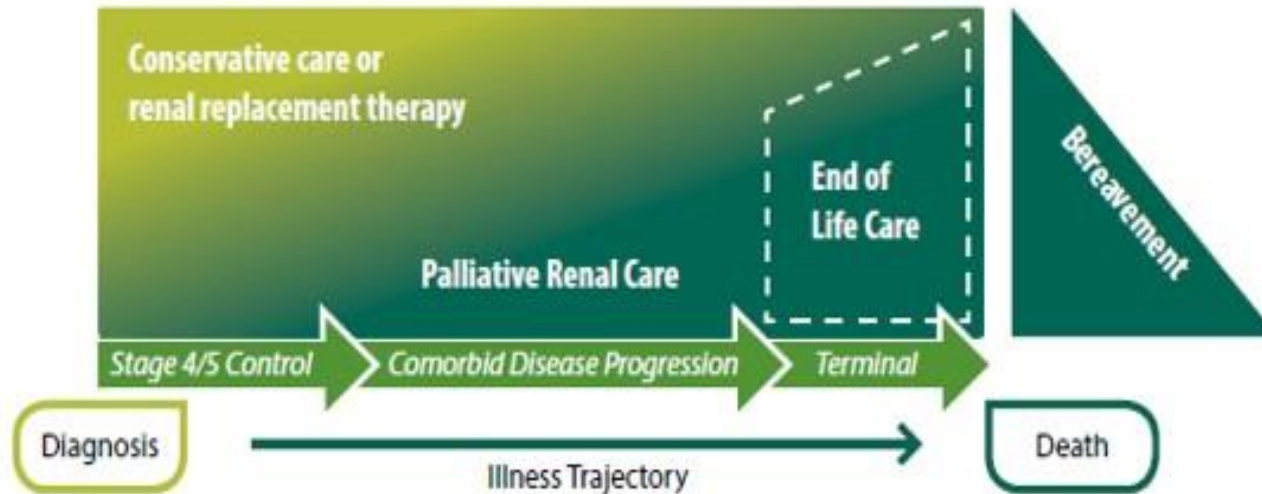 Conservative care or
renal replacement therapy
End of
Life Care
Palliative Renal Care
Bereavement
Stage 4/5 Control
Comorbid Disease Progression
Terminal
Diagnosis
Illness Trajectory
Death